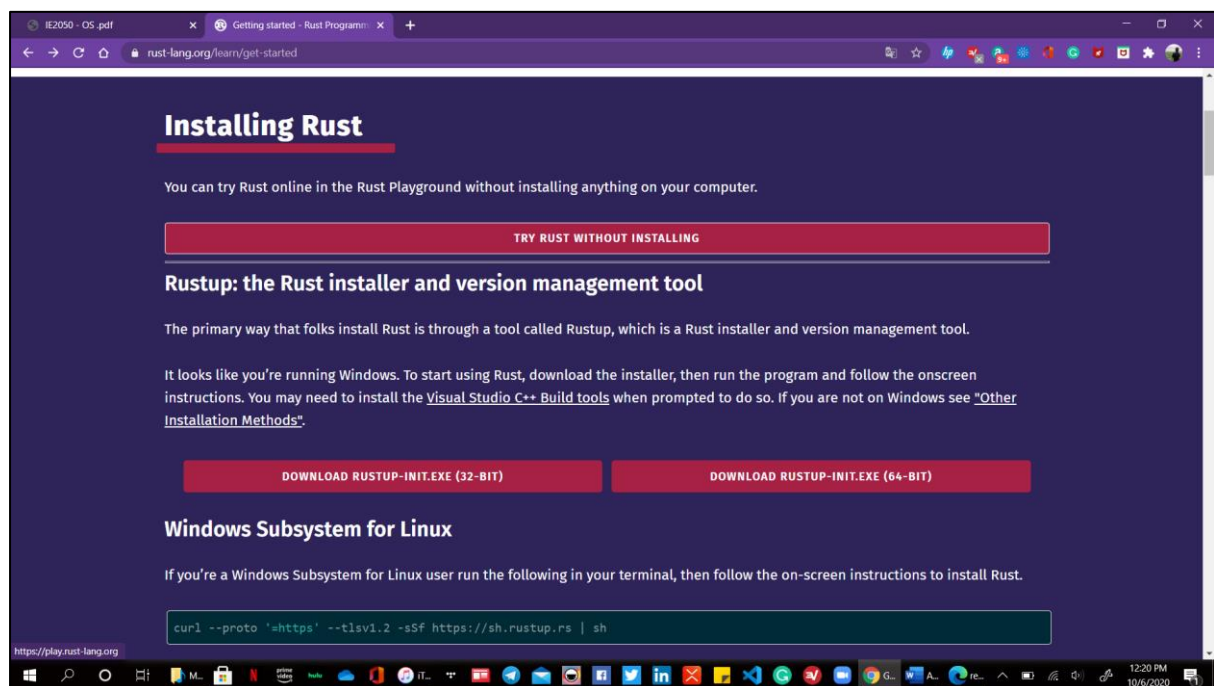 IE2050 - OS .pdf
Getting started - Rust Programm
rust-lang.org/learn/get-started
Installing Rust
You can try Rust online in the Rust Playground without installing anything on your computer.
TRY RUST WITHOUT INSTALLING
Rustup: the Rust installer and version management tool
The primary way that folks install Rust is through a tool called Rustup, which is a Rust installer and version management tool.
It looks like you're running Windows. To start using Rust, download the installer, then run the program and follow the onscreen
instructions. You may need to install the Visual Studio C++ Build tools when prompted to do so. If you are not on Windows see "Other
Installation Methods".
DOWNLOAD RUSTUP-INIT.EXE (32-BIT)
DOWNLOAD RUSTUP-INIT.EXE (64-BIT)
Windows Subsystem for Linux
If you're a Windows Subsystem for Linux user run the following in your terminal, then follow the on-screen instructions to install Rust.
curl --proto '=https' --tlsv1.2 -sSf https://sh.rustup.rs | sh
https://play.rust-lang.org
M...
prime video
hulu
iT...
in
G...
A...
re...
12:20 PM
10/6/2020